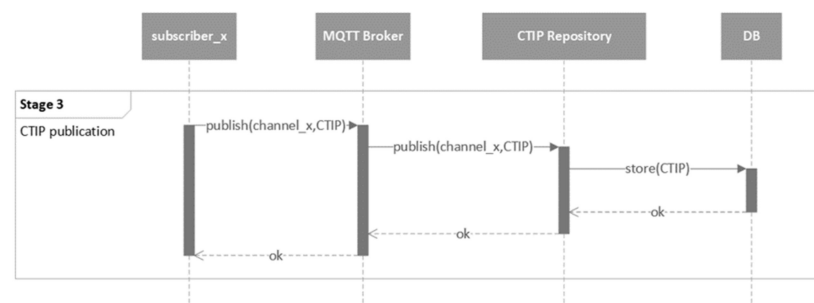 subscriber_x
MQTT Broker
CTIP Repository
DB
Stage 3
CTIP publication
publish(channel_x,CTIP)
publish(channel_x,CTIP)
store(CTIP)
ok
ok
ok